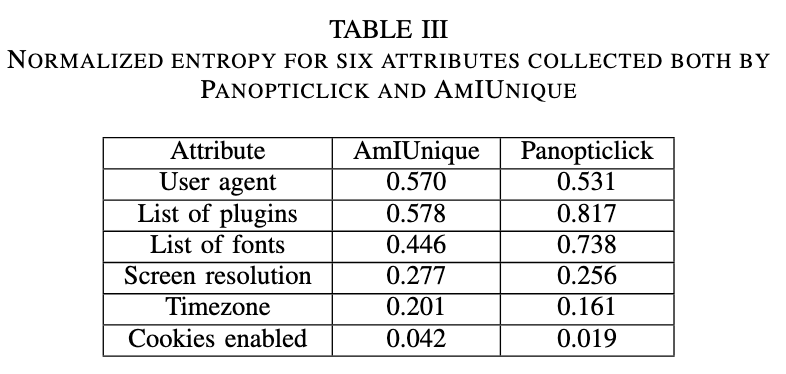 TABLE III
NORMALIZED ENTROPY FOR SIX ATTRIBUTES COLLECTED BOTH BY
PANOPTICLICK AND AMIUNIQUE
Attribute AmIUnique Panopticlick
User agent 0.570 0.531
List of plugins 0.578 0.817
List of fonts 0.446 0.738
Screen resolution 0.277 0.256
Timezone 0.201 0.161
Cookies enabled 0.042 0.019